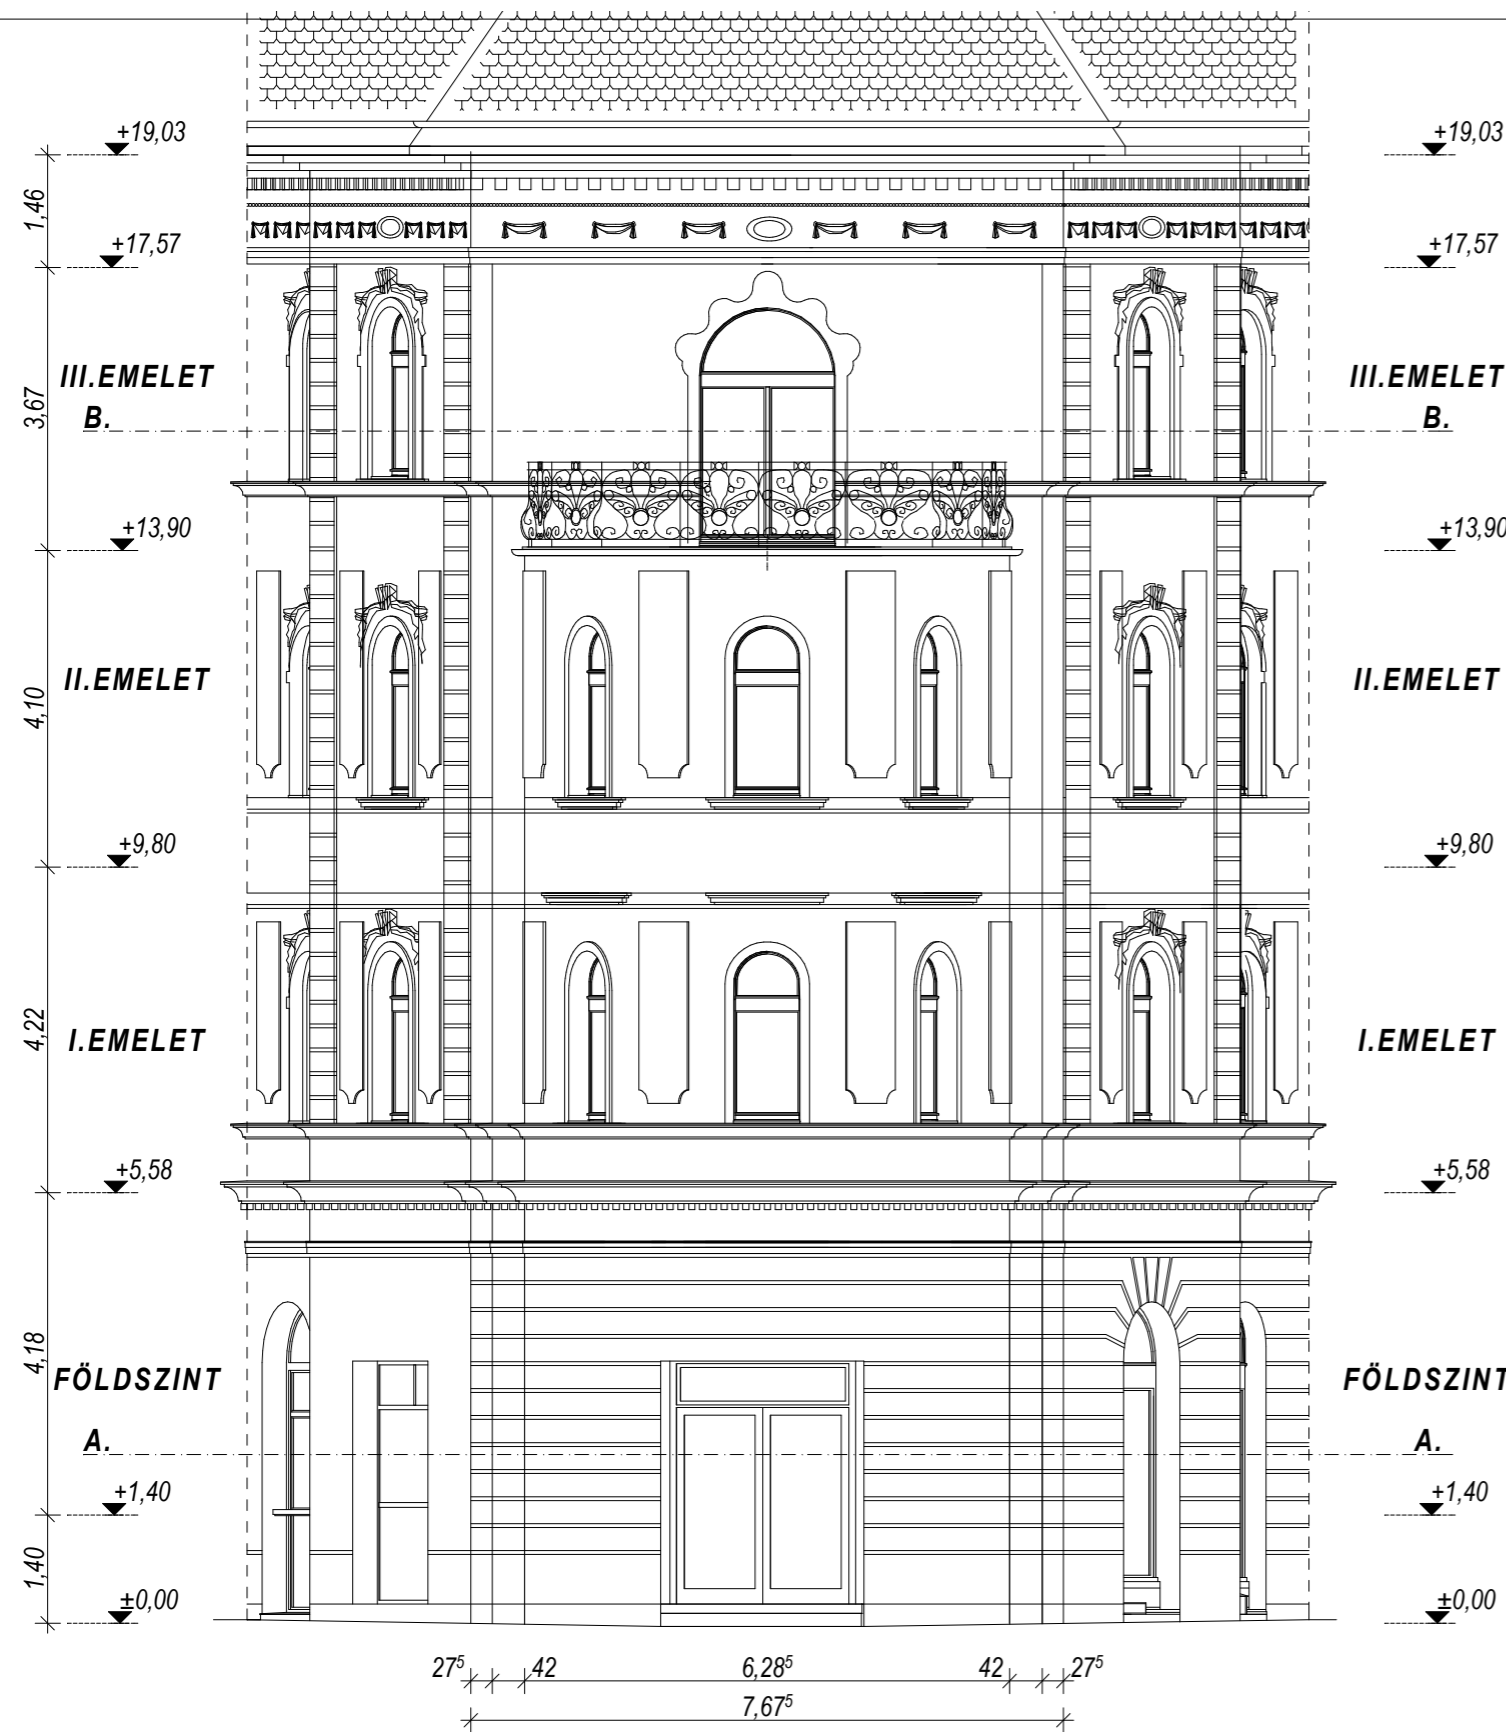 +19,03 +19,03
1,46
+17,57 +17,57
III.EMELET III.EMELET
3,67
B. B.
+13,90 +13,90
II.EMELET II.EMELET
4,10
+9,80 +9,80
4,22
I.EMELET I.EMELET
+5,58 +5,58
4,18
FÖLDSZINT FÖLDSZINT
A. A.
+1,40 +1,40
1,40
±0,00 ±0,00
27⁵ 42 6,28⁵ 42 27⁵
7,67⁵